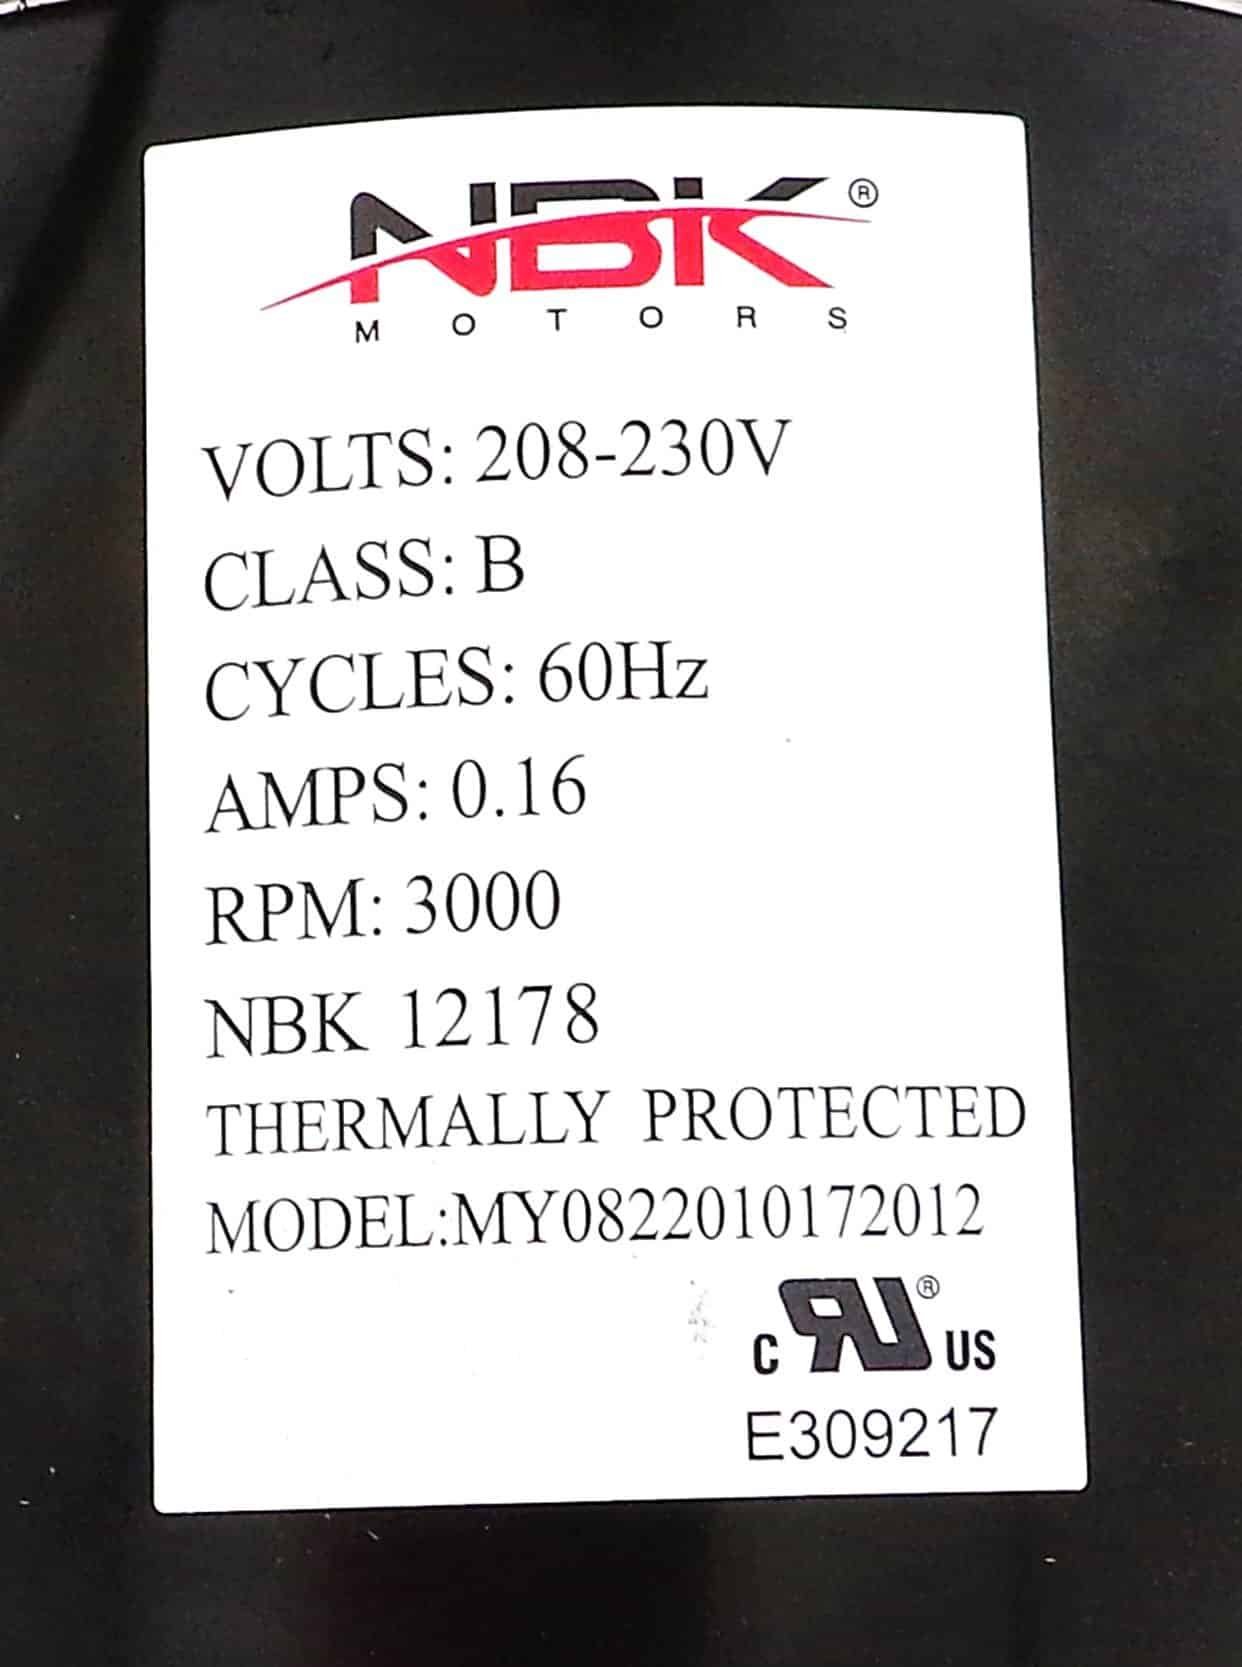 NBK®
MOTORS
VOLTS: 208-230V
CLASS: B
CYCLES: 60Hz
AMPS: 0.16
RPM: 3000
NBK 12178
THERMALLY PROTECTED
MODEL:MY0822010172012
C RU® US
E309217